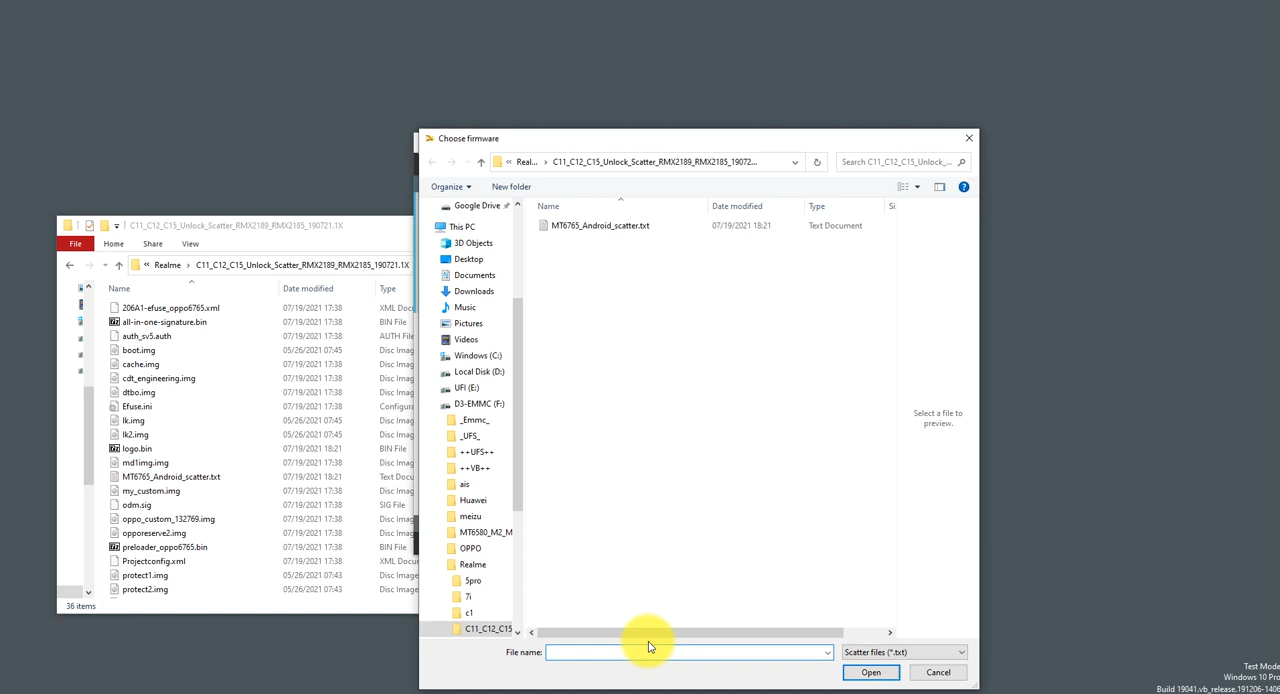 Choose firmware
« Real... › C11_C12_C15_Unlock_Scatter_RMX2189_RMX2185_19072...
Search C11_C12_C15_Unlock_...
Organize
New folder
Name
Date modified
Type
Si
Google Drive
This PC
3D Objects
Desktop
Documents
Downloads
Music
Pictures
Videos
Windows (C:)
Local Disk (D:)
UFI (E:)
D3-EMMC (F:)
_Emmc_
_UFS_
++UFS++
++VB++
ais
Huawei
meizu
MT6580_M2_M
OPPO
Realme
5pro
7i
c1
C11_C12_C15
MT6765_Android_scatter.txt 07/19/2021 18:21 Text Document
Select a file to
preview.
File name:
Scatter files (*.txt)
Open
Cancel
C11_C12_C15_Unlock_Scatter_RMX2189_RMX2185_190721.1X
File
Home
Share
View
« Realme › C11_C12_C15_Unlock_Scatter_RMX2189_RMX2185_190721.1X
Name Date modified Type
206A1-efuse_oppo6765.xml 07/19/2021 17:38 XML Docu
all-in-one-signature.bin 07/19/2021 17:38 BIN File
auth_sv5.auth 07/19/2021 17:38 AUTH File
boot.img 05/26/2021 07:45 Disc Imag
cache.img 07/19/2021 17:38 Disc Imag
cdt_engineering.img 07/19/2021 17:38 Disc Imag
dtbo.img 07/19/2021 17:38 Disc Imag
Efuse.ini 07/19/2021 17:38 Configura
lk.img 05/26/2021 07:45 Disc Imag
lk2.img 05/26/2021 07:45 Disc Imag
logo.bin 07/19/2021 18:21 BIN File
md1img.img 07/19/2021 17:38 Disc Imag
MT6765_Android_scatter.txt 07/19/2021 18:21 Text Docu
my_custom.img 07/19/2021 17:38 Disc Imag
odm.sig 07/19/2021 17:38 SIG File
oppo_custom_132769.img 07/19/2021 17:38 Disc Imag
opporeserve2.img 07/19/2021 17:38 Disc Imag
preloader_oppo6765.bin 07/19/2021 17:38 BIN File
Projectconfig.xml 07/19/2021 17:38 XML Docum
protect1.img 05/26/2021 07:43 Disc Image
protect2.img 05/26/2021 07:43 Disc Image
36 items
Test Mode
Windows 10 Pro
Build 19041.vb_release.191206-1406